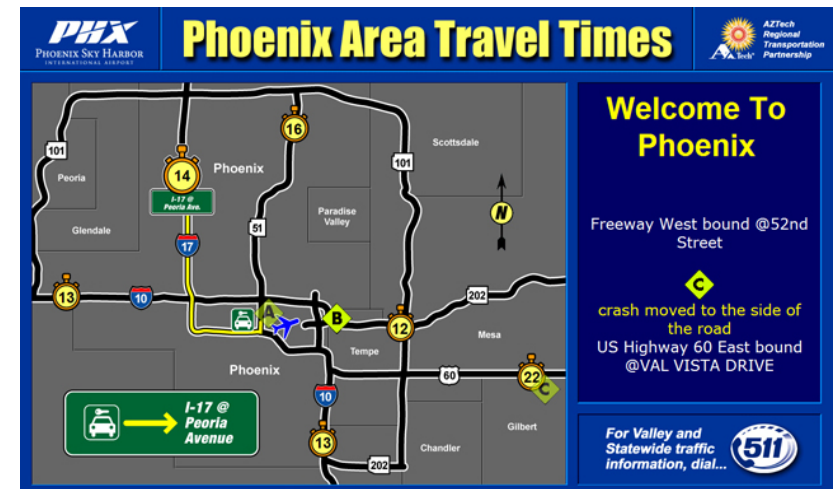 PHX
PHOENIX SKY HARBOR
INTERNATIONAL AIRPORT
Phoenix Area Travel Times
AZTech
Regional
Transportation
Partnership
AZTech
101
Peoria
Glendale
14
I-17 @
Peoria Ave.
Phoenix
16
Scottsdale
101
Paradise
Valley
N
51
17
13
10
A
B
202
12
Mesa
Tempe
Phoenix
60
22
C
10
Gilbert
13
Chandler
202
I-17 @
Peoria
Avenue
Welcome To
Phoenix
Freeway West bound @52nd
Street
C
crash moved to the side of
the road
US Highway 60 East bound
@VAL VISTA DRIVE
For Valley and
Statewide traffic
information, dial...
511